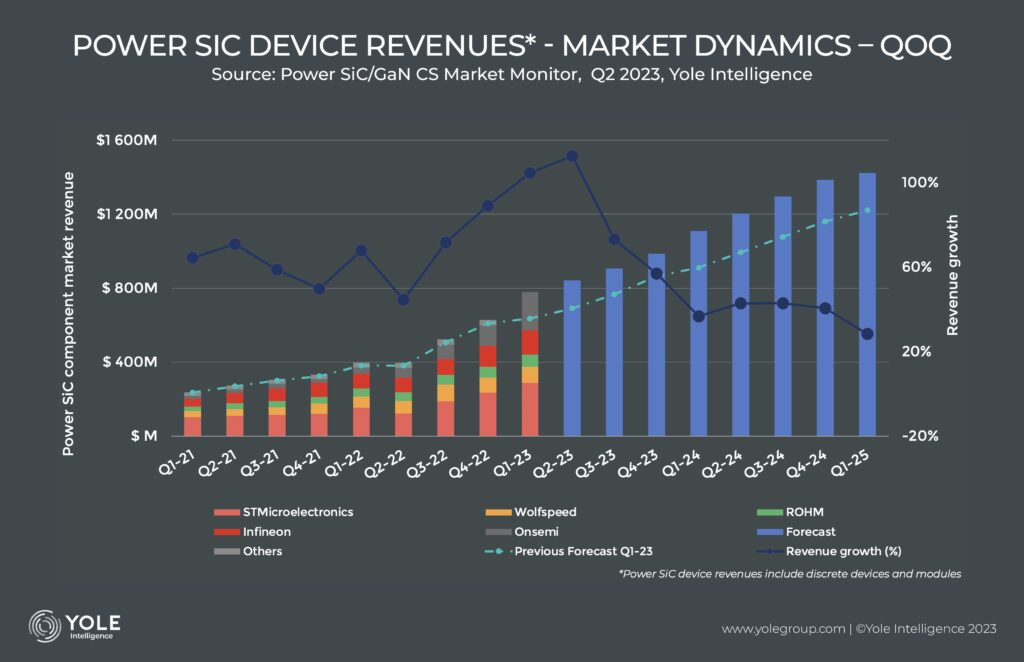 POWER SIC DEVICE REVENUES* - MARKET DYNAMICS – QOQ
Source: Power SiC/GaN CS Market Monitor, Q2 2023, Yole Intelligence
Power SiC component market revenue
$1 600M
$1 200M
$ 800M
$ 400M
$ M
100%
60%
20%
-20%
Revenue growth
Q1-21
Q2-21
Q3-21
Q4-21
Q1-22
Q2-22
Q3-22
Q4-22
Q1-23
Q2-23
Q3-23
Q4-23
Q1-24
Q2-24
Q3-24
Q4-24
Q1-25
STMicroelectronics
Wolfspeed
ROHM
Infineon
Onsemi
Forecast
Others
Previous Forecast Q1-23
Revenue growth (%)
*Power SiC device revenues include discrete devices and modules
YOLE
Intelligence
www.yolegroup.com | ©Yole Intelligence 2023